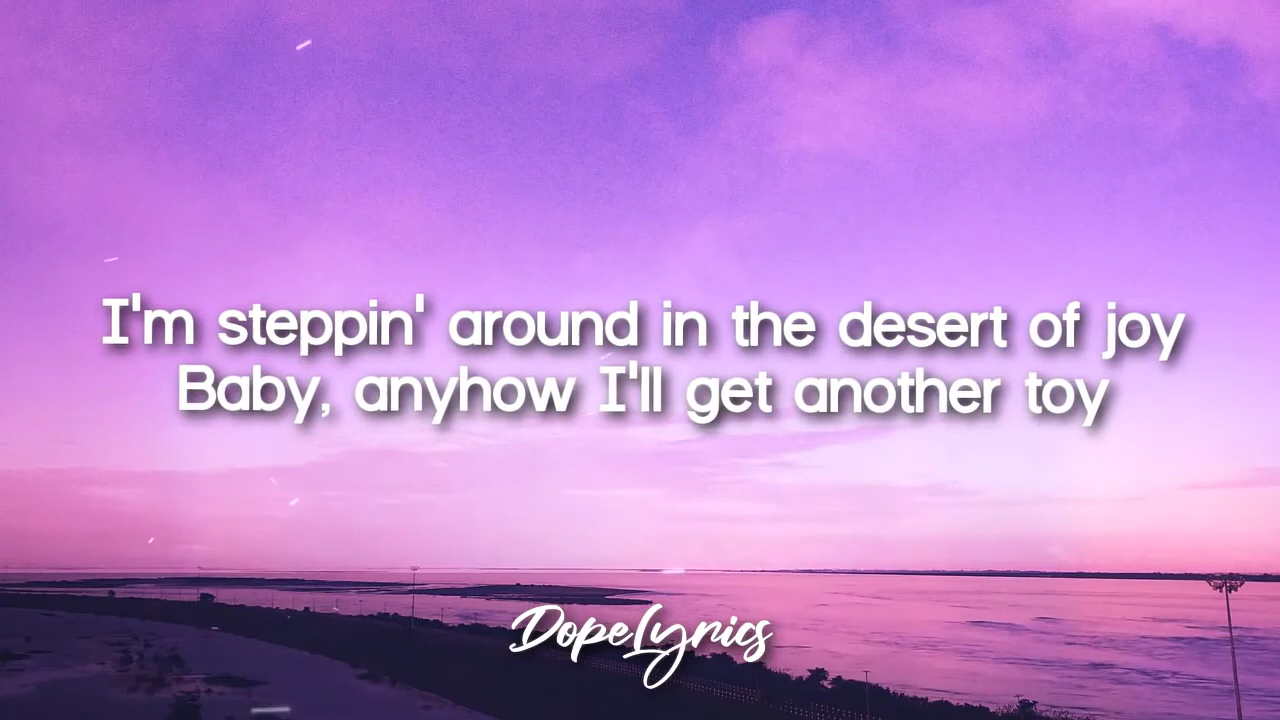 I'm steppin' around in the desert of joy
Baby, anyhow I'll get another toy
DopeLyrics